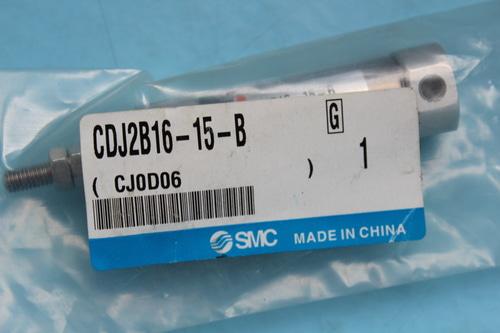 CDJ2B16-15-B
G
( CJ0D06 )
1
SMC MADE IN CHINA